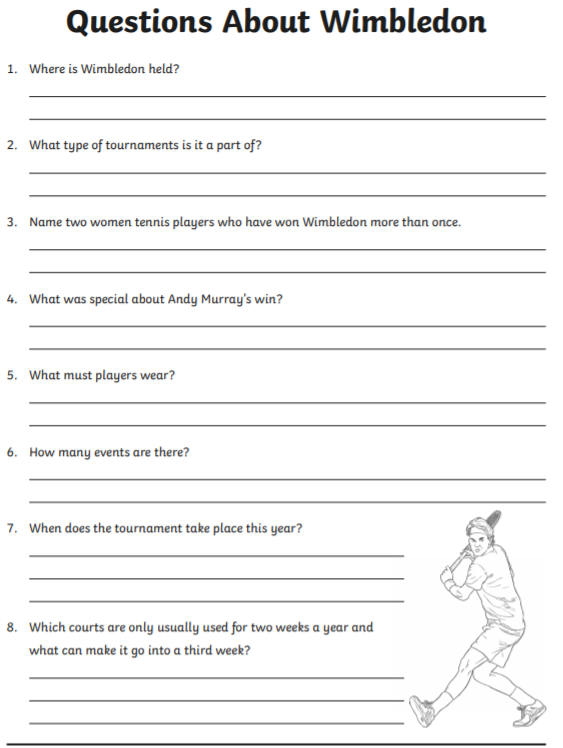 Questions About Wimbledon
1. Where is Wimbledon held?
2. What type of tournaments is it a part of?
3. Name two women tennis players who have won Wimbledon more than once.
4. What was special about Andy Murray's win?
5. What must players wear?
6. How many events are there?
7. When does the tournament take place this year?
8. Which courts are only usually used for two weeks a year and
what can make it go into a third week?